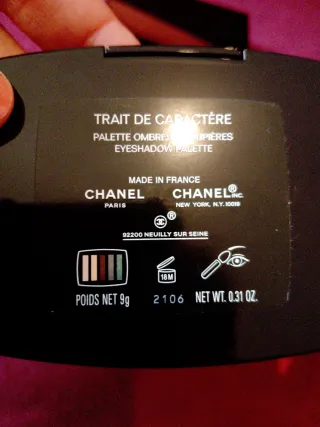 TRAIT DE CARACTÈRE
PALETTE OMBRES PAUPIÈRES
EYESHADOW PALETTE
MADE IN FRANCE
CHANEL CHANEL® INC.
PARIS NEW YORK, N.Y. 10019
®
92200 NEUILLY SUR SEINE
18M
POIDS NET 9g 2106 NET WT. 0.31 OZ.